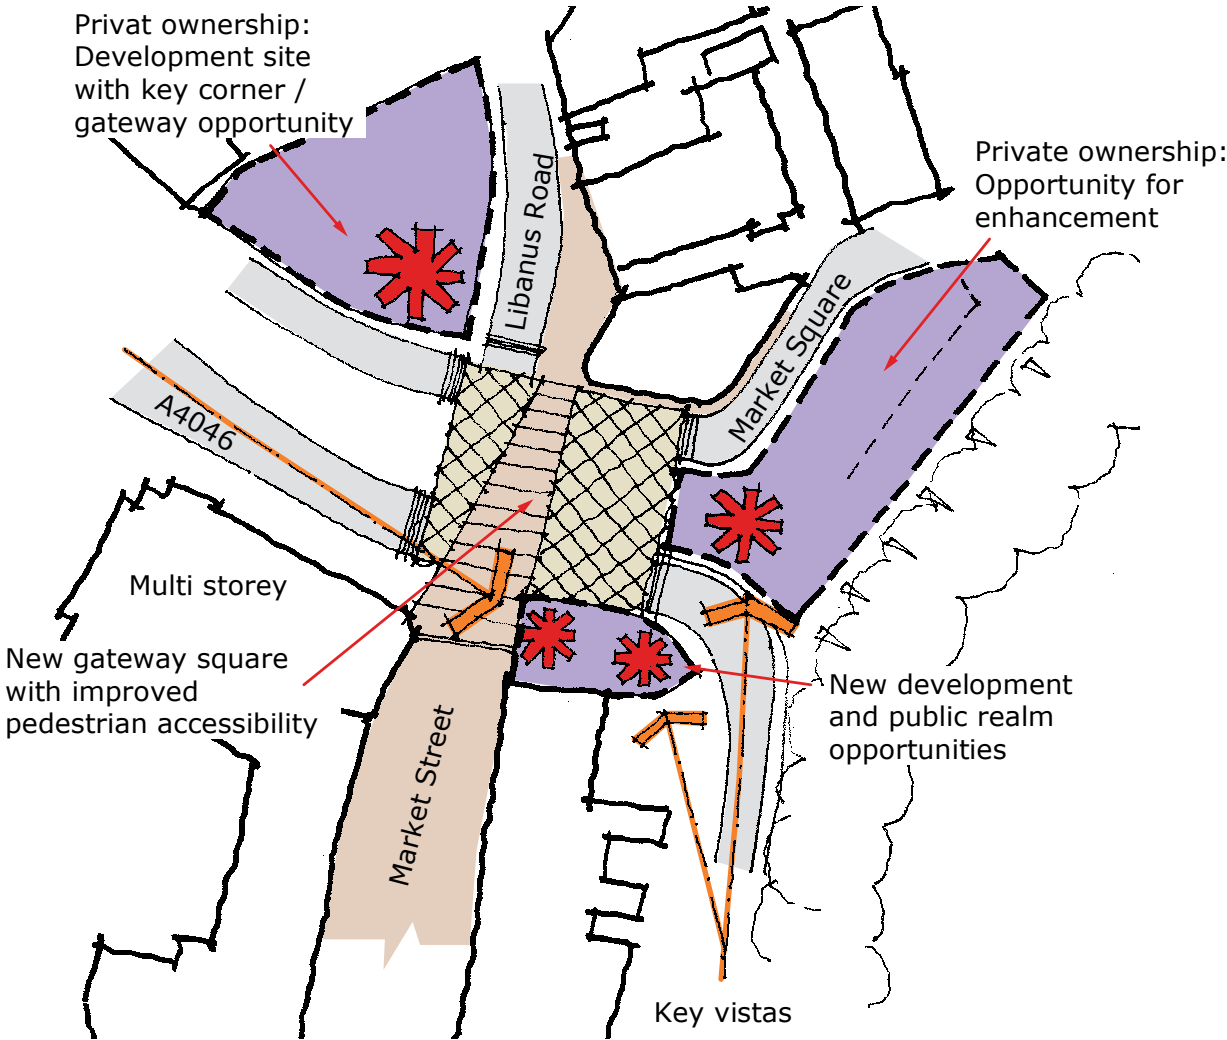 Privat ownership:
Development site
with key corner /
gateway opportunity
Private ownership:
Opportunity for
enhancement
Libanus Road
Market Square
A4046
Multi storey
New gateway square
with improved
pedestrian accessibility
New development
and public realm
opportunities
Market Street
Key vistas